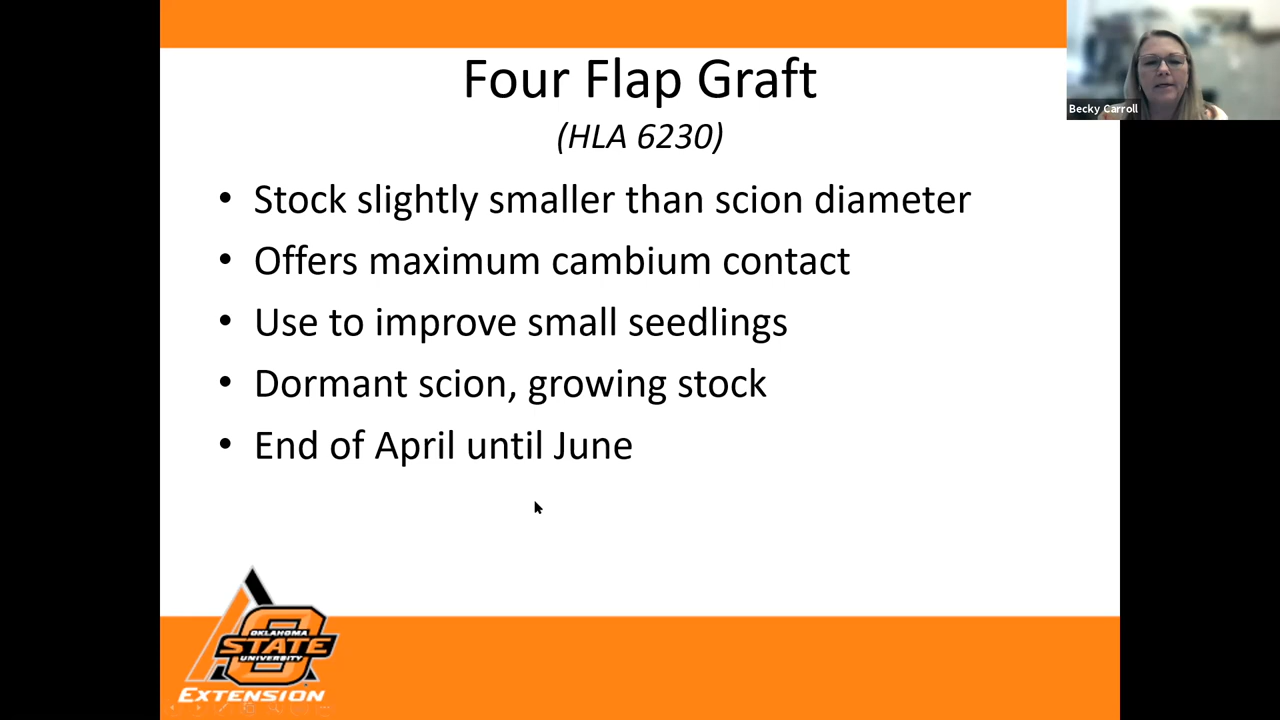 Four Flap Graft
(HLA 6230)
Becky Carroll
• Stock slightly smaller than scion diameter
• Offers maximum cambium contact
• Use to improve small seedlings
• Dormant scion, growing stock
• End of April until June
OKLAHOMA
STATE
UNIVERSITY
EXTENSION